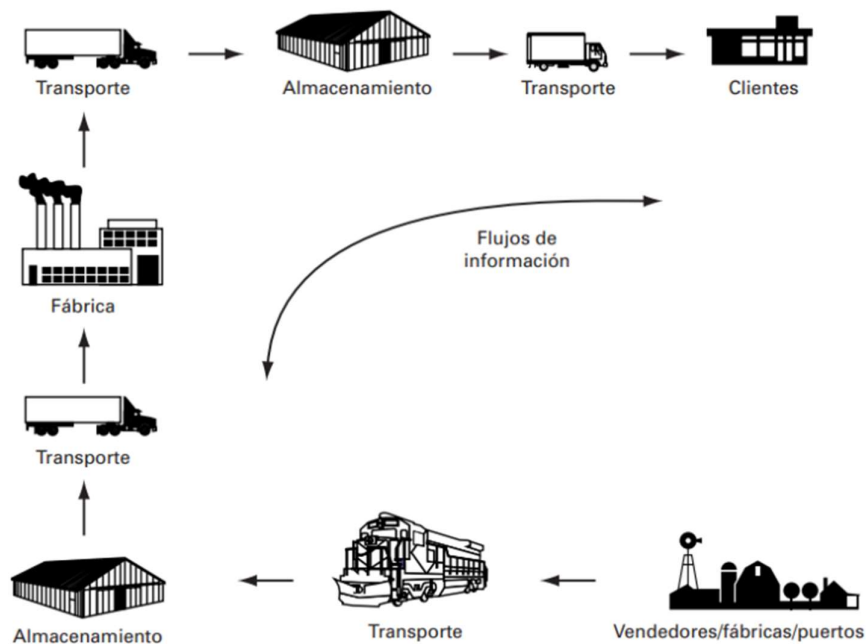 Transporte
Almacenamiento
Transporte
Clientes
Flujos de
información
Fábrica
Transporte
Almacenamiento
Transporte
Vendedores/fábricas/puertos